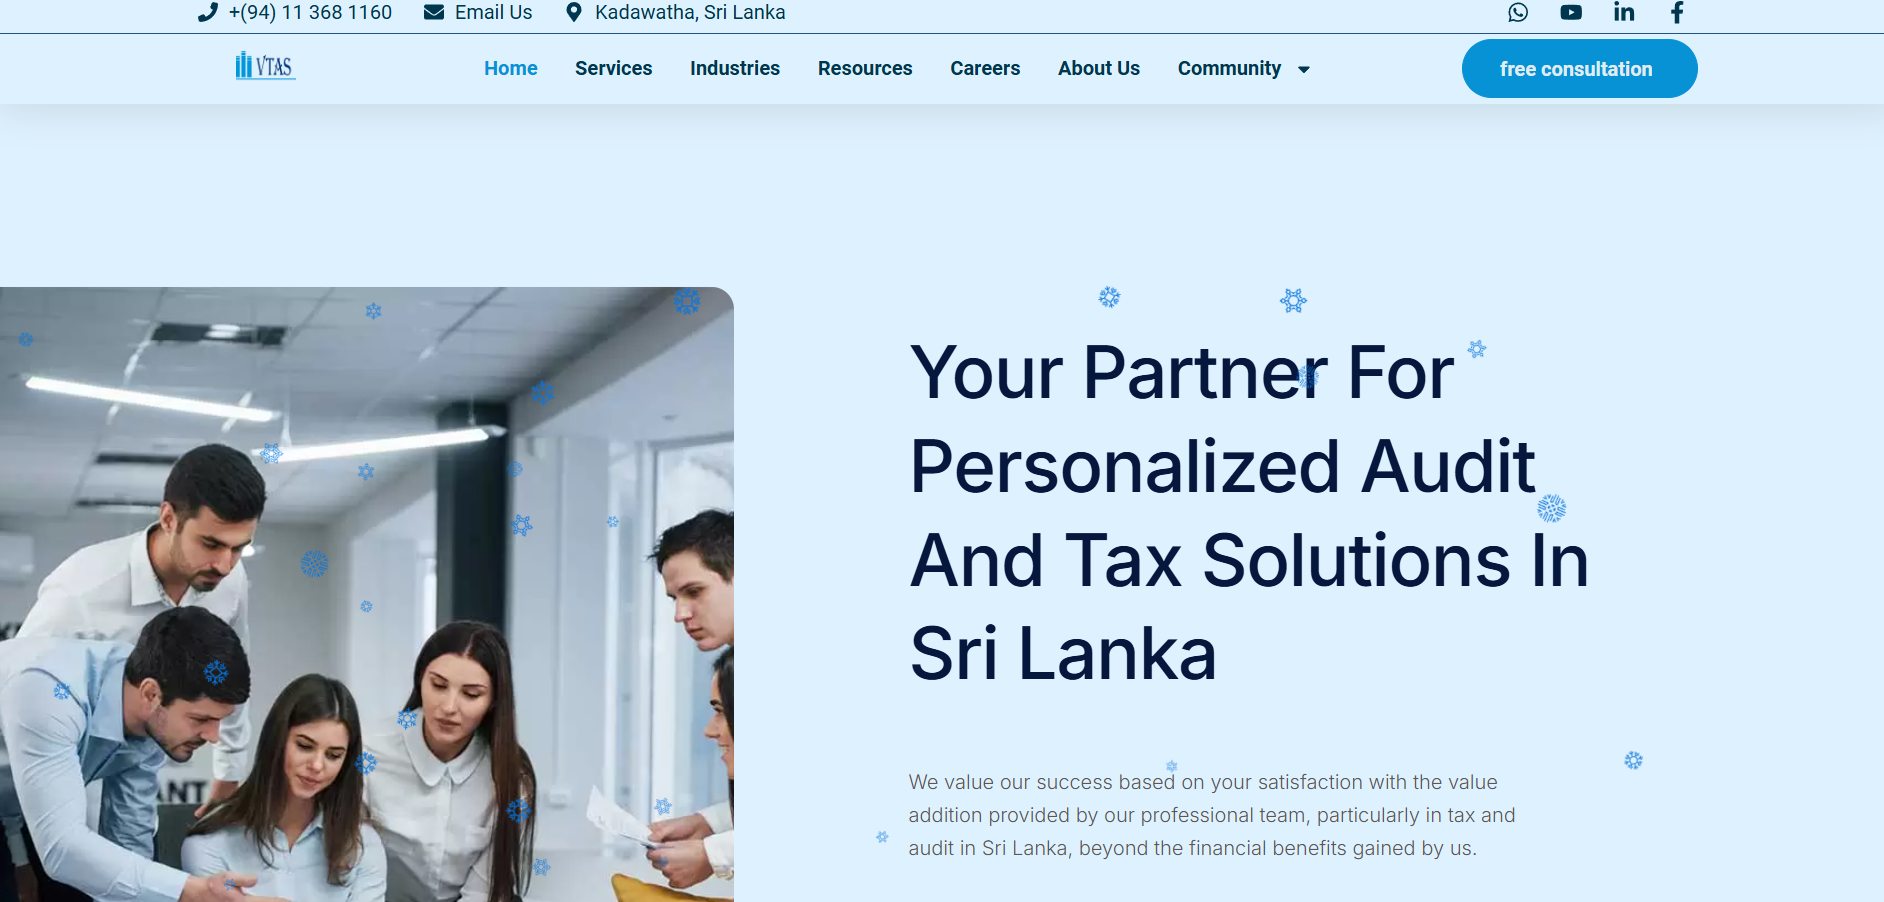 +(94) 11 368 1160 Email Us Kadawatha, Sri Lanka
VTAS Home Services Industries Resources Careers About Us Community free consultation
Your Partner For
Personalized Audit
And Tax Solutions In
Sri Lanka
ANT
We value our success based on your satisfaction with the value
addition provided by our professional team, particularly in tax and
audit in Sri Lanka, beyond the financial benefits gained by us.